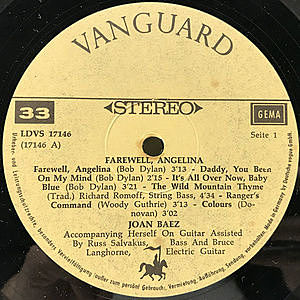 VANGUARD
33
STEREO
GEMA
LDVS 17146
(17146 A)
Seite 1
FAREWELL, ANGELINA
Farewell, Angelina (Bob Dylan) 3'13 - Daddy, You Been
On My Mind (Bob Dylan) 2'15 - It's All Over Now, Baby
Blue (Bob Dylan) 3'21 - The Wild Mountain Thyme
(Trad.) Richard Romoff, String Bass, 4'34 - Ranger's
Command (Woody Guthrie) 3'13 - Colours (Do-
novan) 3'02
JOAN BAEZ
Accompanying Herself On Guitar Assisted
By Russ Salvakus, Bass And Bruce
Langhorne, Electric Guitar